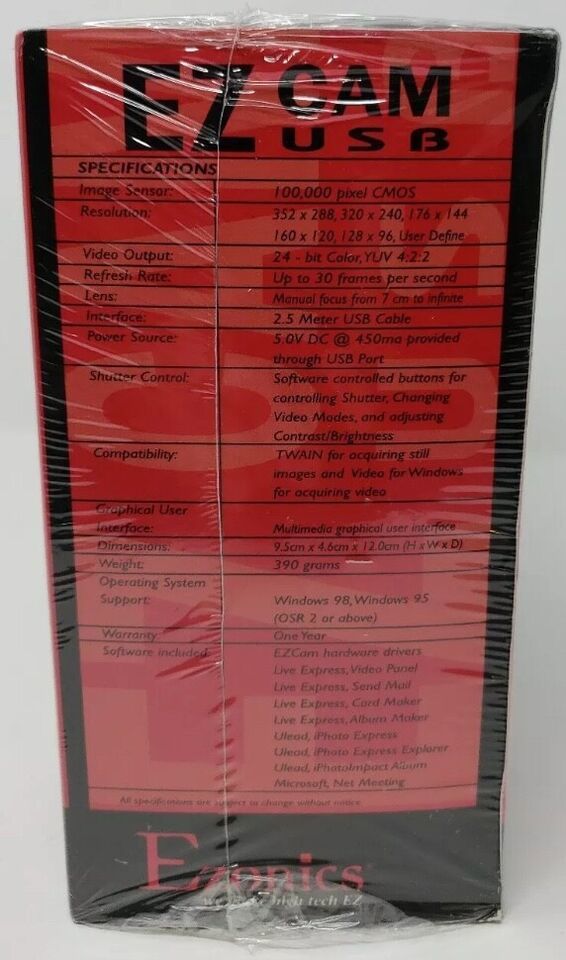 EZ CAM
USB
SPECIFICATIONS
Image Sensor: 100,000 pixel CMOS
Resolution: 352 x 288, 320 x 240, 176 x 144
160 x 120, 128 x 96, User Define
Video Output: 24 - bit Color, YUV 4:2:2
Refresh Rate: Up to 30 frames per second
Lens: Manual focus from 7 cm to infinite
Interface: 2.5 Meter USB Cable
Power Source: 5.0V DC @ 450ma provided
through USB Port
Shutter Control: Software controlled buttons for
controlling Shutter, Changing
Video Modes, and adjusting
Contrast/Brightness
Compatibility: TWAIN for acquiring still
images and Video for Windows
for acquiring video
Graphical User
Interface: Multimedia graphical user interface
Dimensions: 9.5cm x 4.6cm x 12.0cm (H x W x D)
Weight: 390 grams
Operating System
Support: Windows 98, Windows 95
(OSR 2 or above)
Warranty: One Year
Software included: EZCam hardware drivers
Live Express, Video Panel
Live Express, Send Mail
Live Express, Card Maker
Live Express, Album Maker
Ulead, iPhoto Express
Ulead, iPhoto Express Explorer
Ulead, iPhotoImpact Album
Microsoft, Net Meeting
All specifications are subject to change without notice
Ezonics
high tech EZ